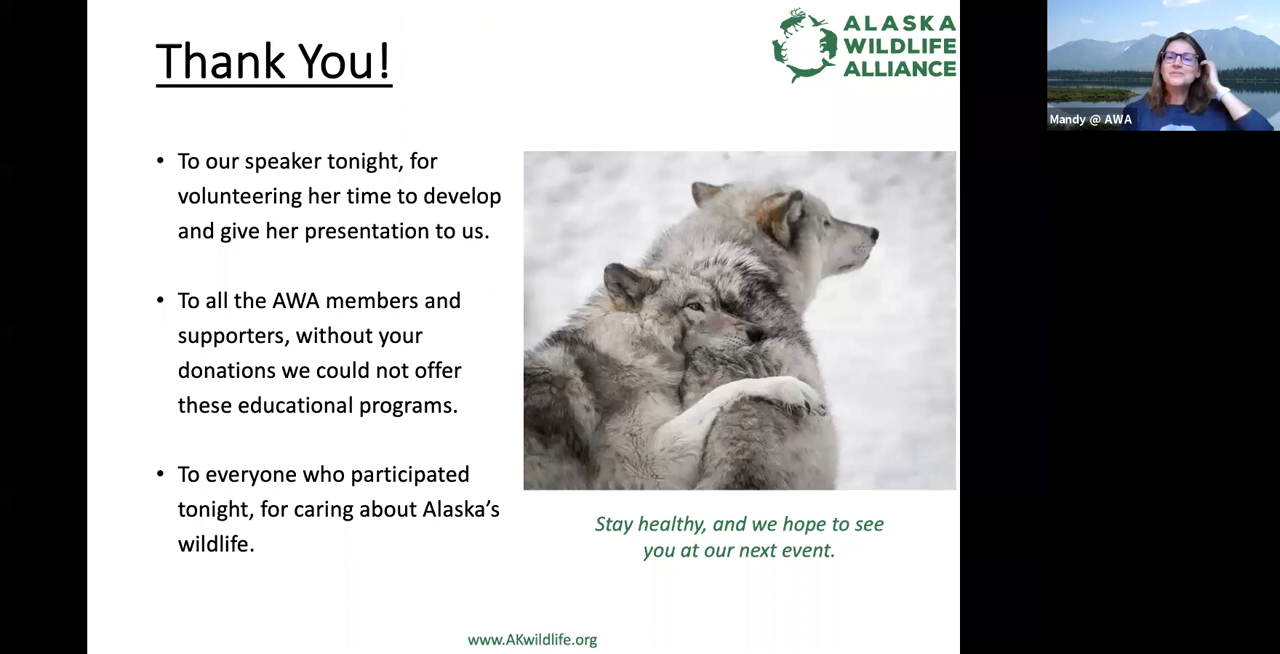 Thank You!
ALASKA
WILDLIFE
ALLIANCE
Mandy @ AWA
• To our speaker tonight, for
volunteering her time to develop
and give her presentation to us.
• To all the AWA members and
supporters, without your
donations we could not offer
these educational programs.
• To everyone who participated
tonight, for caring about Alaska’s
wildlife.
Stay healthy, and we hope to see
you at our next event.
www.AKwildlife.org